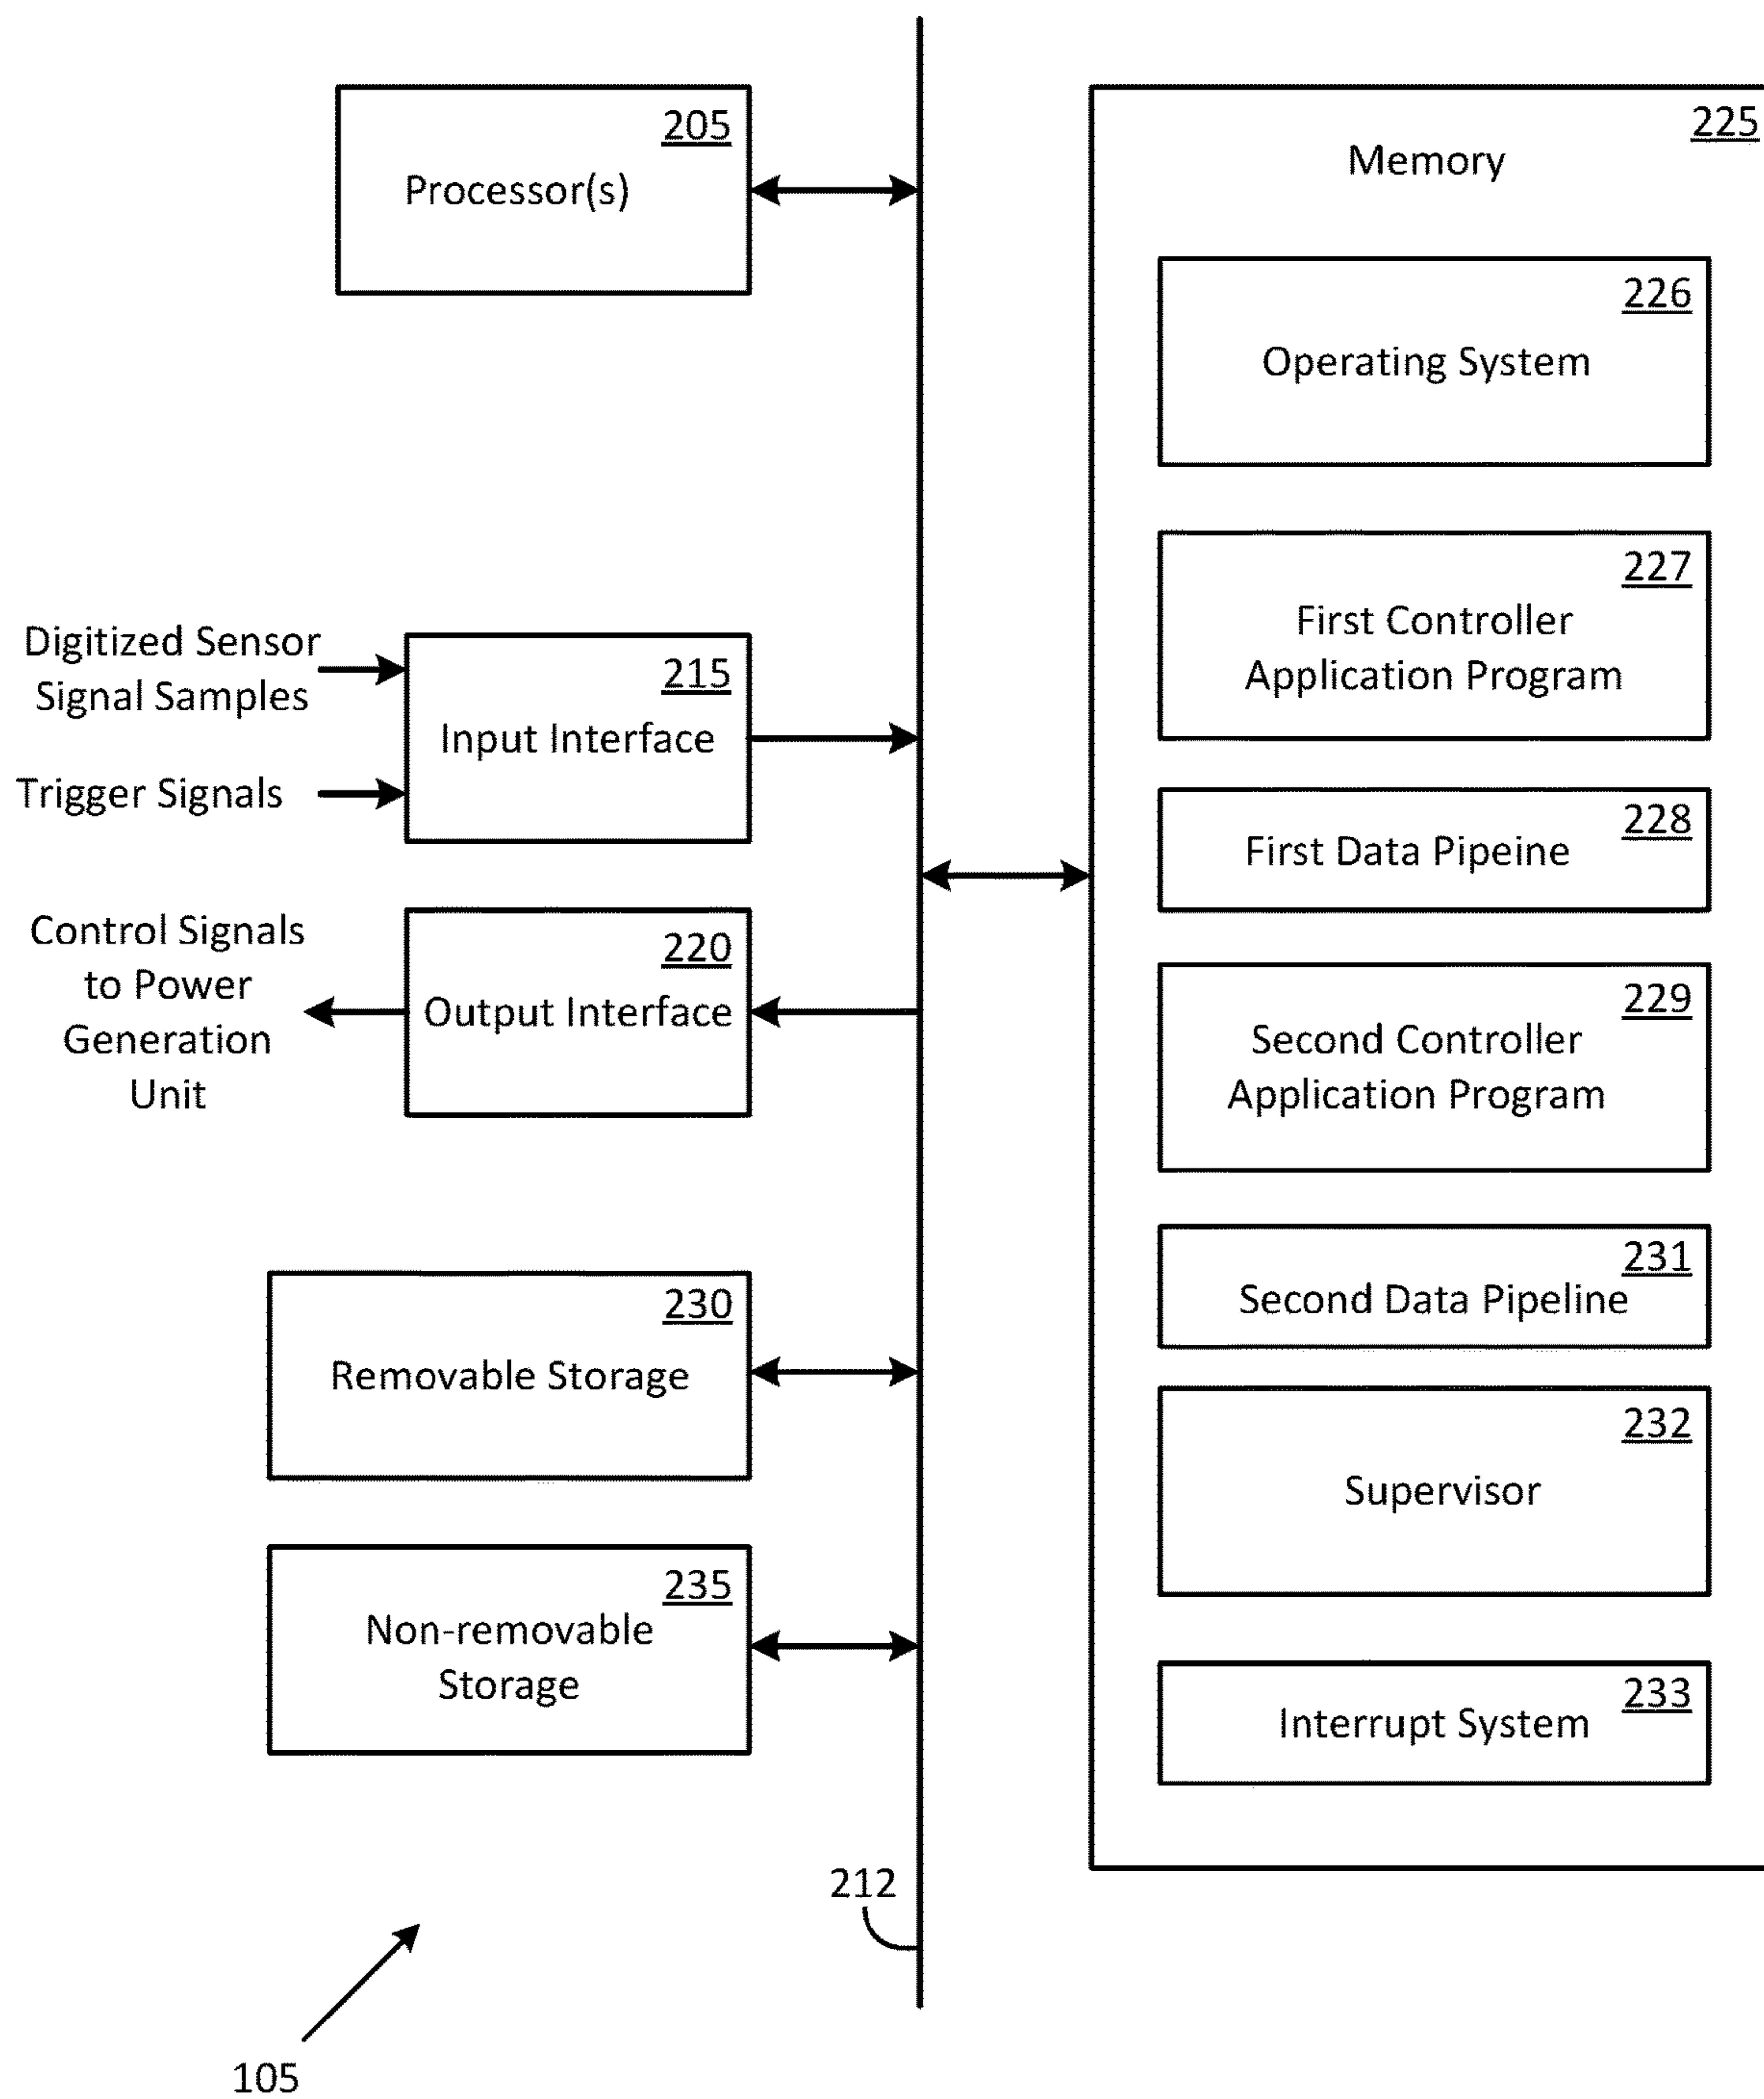 205
Processor(s)
Digitized Sensor
Signal Samples
Trigger Signals
215
Input Interface
Control Signals
to Power
Generation
Unit
220
Output Interface
230
Removable Storage
235
Non-removable
Storage
212
105
225
Memory
226
Operating System
227
First Controller
Application Program
228
First Data Pipeine
229
Second Controller
Application Program
231
Second Data Pipeline
232
Supervisor
233
Interrupt System